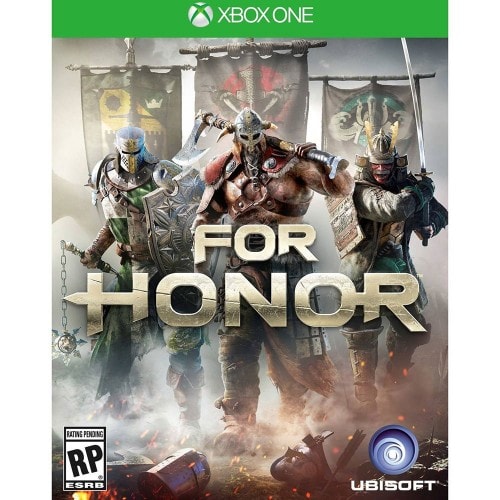 XBOX ONE
FOR
HONOR
RATING PENDING
RP
ESRB
UBISOFT